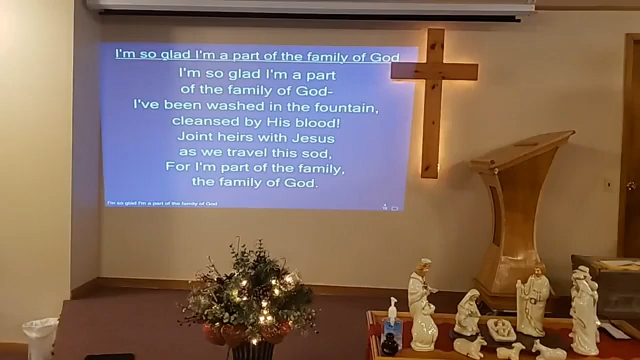 I'm so glad I'm a part of the family of God
I'm so glad I'm a part
of the family of God-
I've been washed in the fountain,
cleansed by His blood!
Joint heirs with Jesus
as we travel this sod,
For I'm part of the family,
the family of God.
I'm so glad I'm a part of the family of God